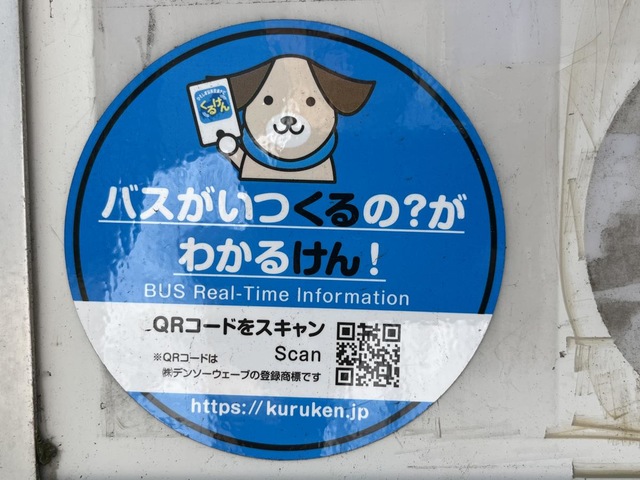 くるけん
バスがいつくるの?が
わかるけん!
BUS Real-Time Information
QRコードをスキャン
Scan
※QRコードは
㈱デンソーウェーブの登録商標です
https://kuruken.jp